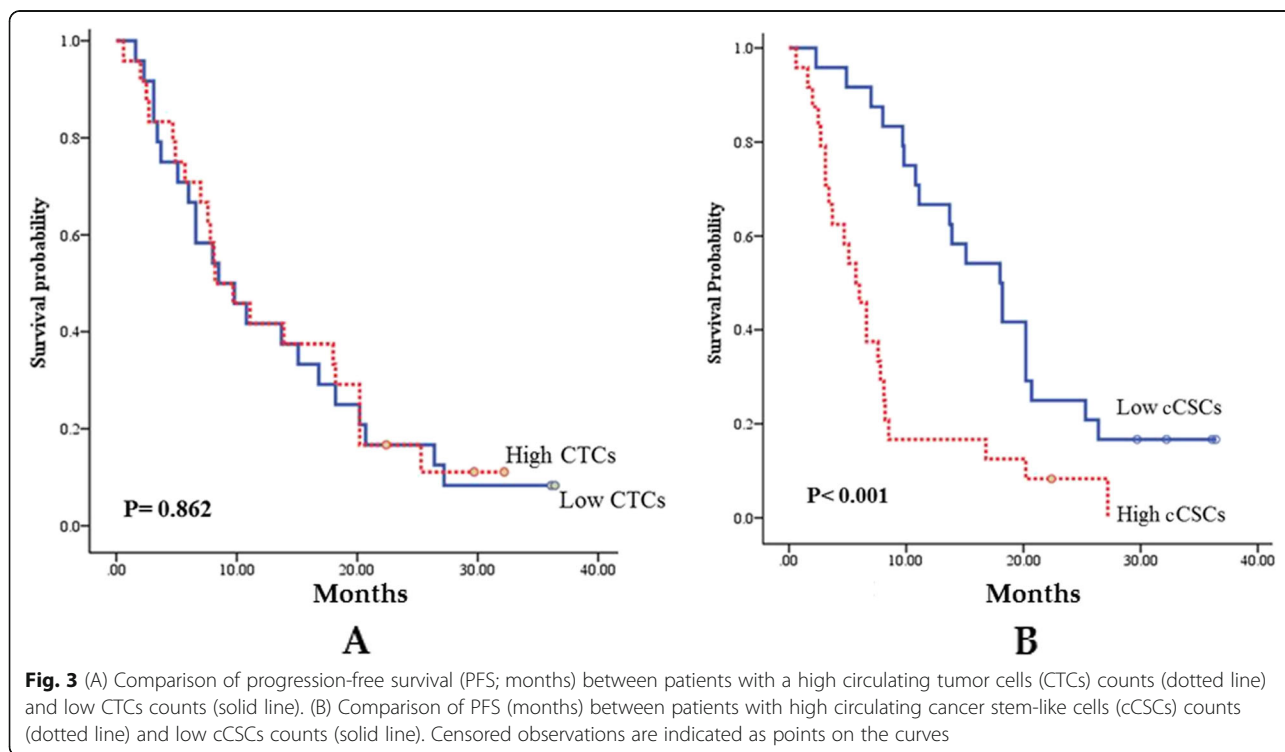 1.0
0.8
0.6
0.4
0.2
0.0
Survival probability
P= 0.862
High CTCs
Low CTCs
.00 10.00 20.00 30.00 40.00
Months
A
1.0
0.8
0.6
0.4
0.2
0.0
Survival Probability
P< 0.001
Low cCSCs
High cCSCs
.00 10.00 20.00 30.00 40.00
Months
B
Fig. 3 (A) Comparison of progression-free survival (PFS; months) between patients with a high circulating tumor cells (CTCs) counts (dotted line)
and low CTCs counts (solid line). (B) Comparison of PFS (months) between patients with high circulating cancer stem-like cells (cCSCs) counts
(dotted line) and low cCSCs counts (solid line). Censored observations are indicated as points on the curves